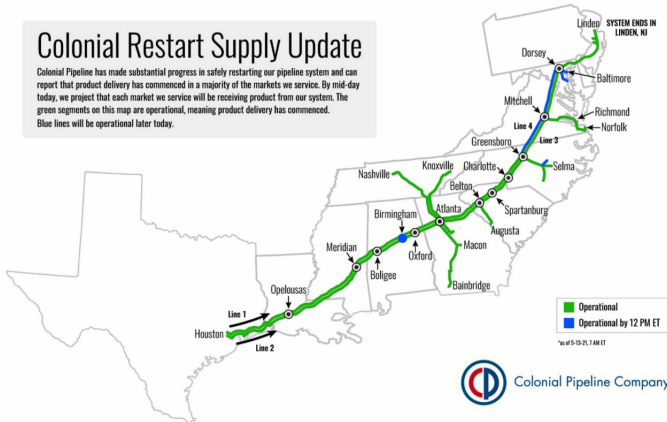 Colonial Restart Supply Update
Colonial Pipeline has made substantial progress in safely restarting our pipeline system and can
report that product delivery has commenced in a majority of the markets we service. By mid-day
today, we project that each market we service will be receiving product from our system. The
green segments on this map are operational, meaning product delivery has commenced.
Blue lines will be operational later today.
Linden
SYSTEM ENDS IN
LINDEN, NJ
Dorsey
Baltimore
Mitchell
Richmond
Norfolk
Line 4
Line 3
Greensboro
Selma
Knoxville
Charlotte
Nashville
Belton
Spartanburg
Atlanta
Augusta
Birmingham
Oxford
Macon
Meridian
Boligee
Bainbridge
Opelousas
Line 1
Houston
Line 2
Operational
Operational by 12 PM ET
*as of 5-13-21, 7 AM ET
Colonial Pipeline Company